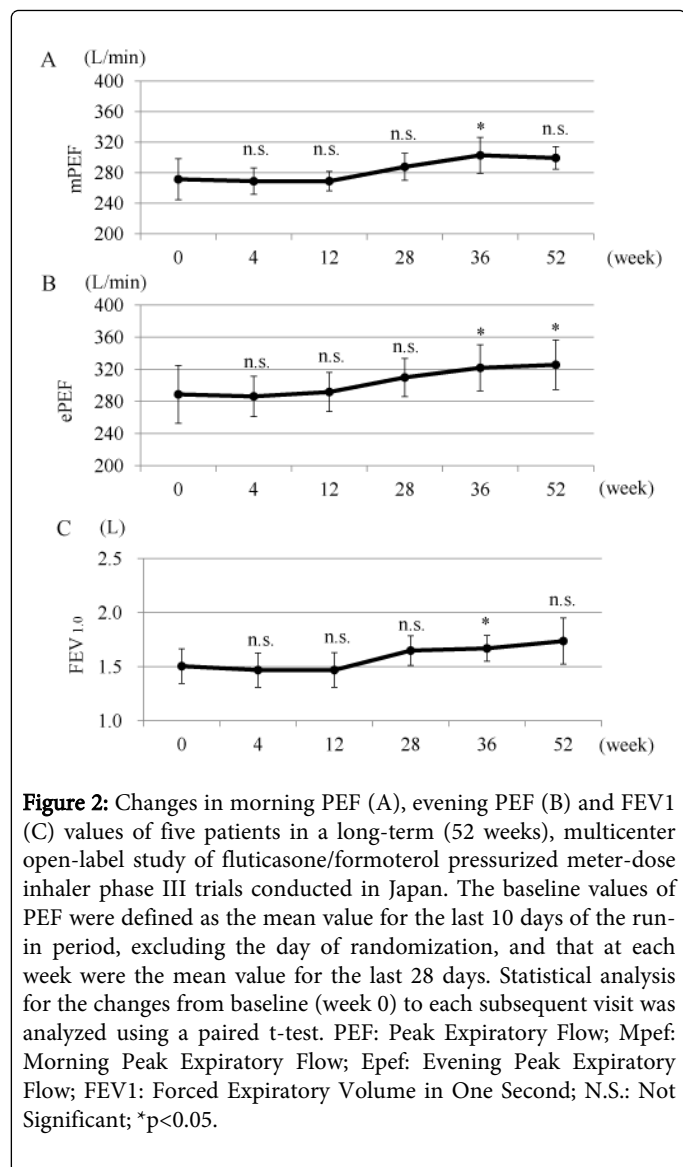 A (L/min)
400
360
320
280
240
200
mPEF
n.s. n.s. n.s. * n.s.
0 4 12 28 36 52 (week)
B (L/min)
400
360
320
280
240
200
ePEF
n.s. n.s. n.s. * *
0 4 12 28 36 52 (week)
C (L)
2.5
2.0
1.5
1.0
FEV1.0
n.s. n.s. n.s. * n.s.
0 4 12 28 36 52 (week)
Figure 2: Changes in morning PEF (A), evening PEF (B) and FEV1
(C) values of five patients in a long-term (52 weeks), multicenter
open-label study of fluticasone/formoterol pressurized meter-dose
inhaler phase III trials conducted in Japan. The baseline values of
PEF were defined as the mean value for the last 10 days of the run-
in period, excluding the day of randomization, and that at each
week were the mean value for the last 28 days. Statistical analysis
for the changes from baseline (week 0) to each subsequent visit was
analyzed using a paired t-test. PEF: Peak Expiratory Flow; Mpef:
Morning Peak Expiratory Flow; Epef: Evening Peak Expiratory
Flow; FEV1: Forced Expiratory Volume in One Second; N.S.: Not
Significant; *p<0.05.